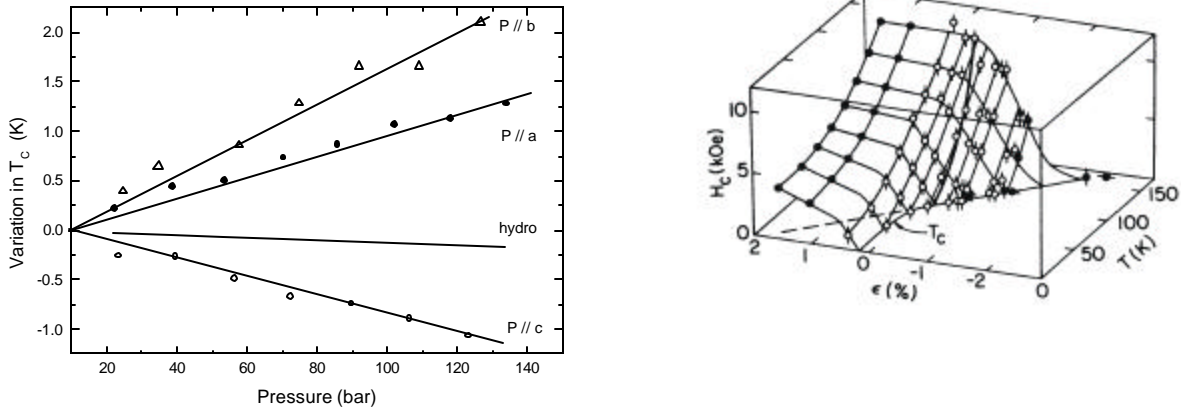 2.0
1.5
1.0
0.5
0.0
-0.5
-1.0
Variation in T_C (K)
P // b
P // a
hydro
P // c
20
40
60
80
100
120
140
Pressure (bar)
10
5
0
H_C (kOe)
2
1
0
-1
-2
ϵ (%)
T_C
0
50
100
150
T(K)